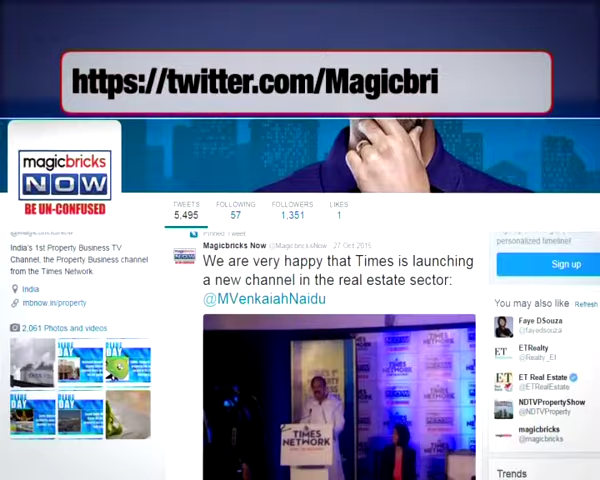 https://twitter.com/Magicbri
magicbricks
NOW
BE UN-CONFUSED
TWEETS
5,495
FOLLOWING
57
FOLLOWERS
1,351
LIKES
1
@MagicbricksNow
India's 1st Property Business TV
Channel, the Property Business channel
from the Times Network.
India
mbnow.in/property
2,061 Photos and videos
Pinned Tweet
Magicbricks Now @MagicbricksNow · 27 Oct 2015
We are very happy that Times is launching
a new channel in the real estate sector:
@MVenkaiahNaidu
TIMES
NETWORK
personalized timeline!
Sign up
You may also like Refresh
Faye DSouza
@fayedsouza
ETRealty
@Realty_ET
ET Real Estate
@ETRealEstate
NDTVPropertyShow
@NDTVProperty
magicbricks
@magicbricks
Trends